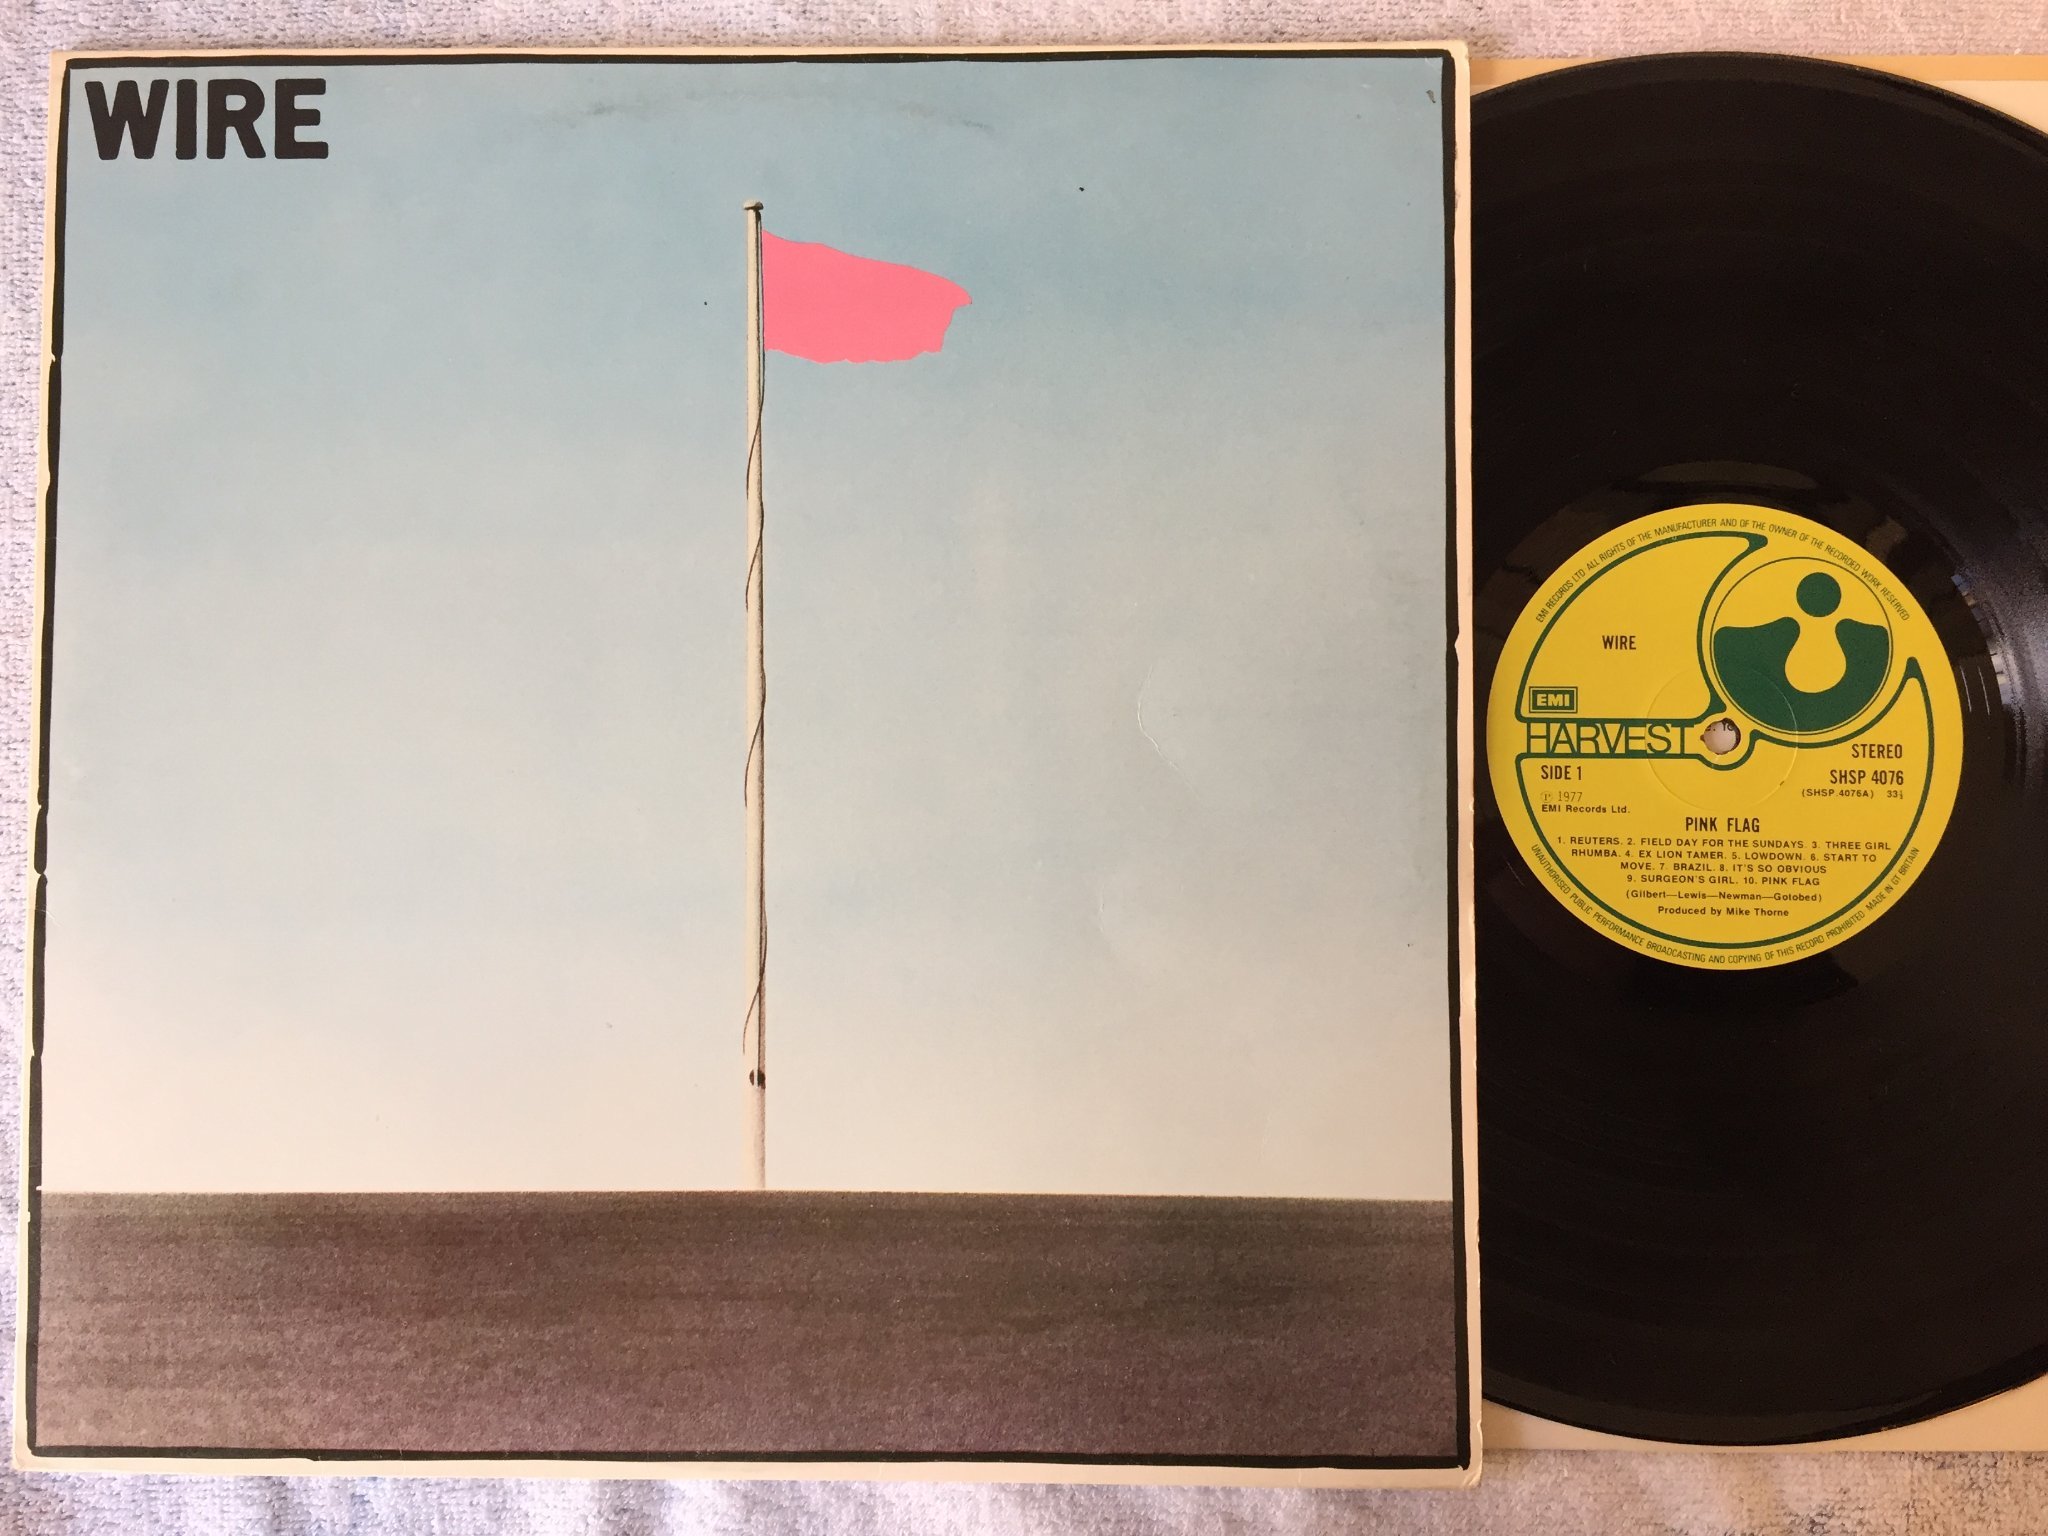 WIRE
EMI RECORDS LTD ALL RIGHTS OF THE MANUFACTURER AND OF THE OWNER OF THE RECORDED WORK RESERVED
WIRE
EMI
HARVEST
STEREO
SIDE 1
SHSP 4076
Ⓟ 1977
(SHSP.4076A) 33⅓
EMI Records Ltd.
PINK FLAG
1. REUTERS. 2. FIELD DAY FOR THE SUNDAYS. 3. THREE GIRL
RHUMBA. 4. EX LION TAMER. 5. LOWDOWN. 6. START TO
MOVE. 7. BRAZIL. 8. IT'S SO OBVIOUS
9. SURGEON'S GIRL. 10. PINK FLAG
(Gilbert—Lewis—Newman—Gotobed)
Produced by Mike Thorne
UNAUTHORISED PUBLIC PERFORMANCE BROADCASTING AND COPYING OF THIS RECORD PROHIBITED MADE IN GT BRITAIN